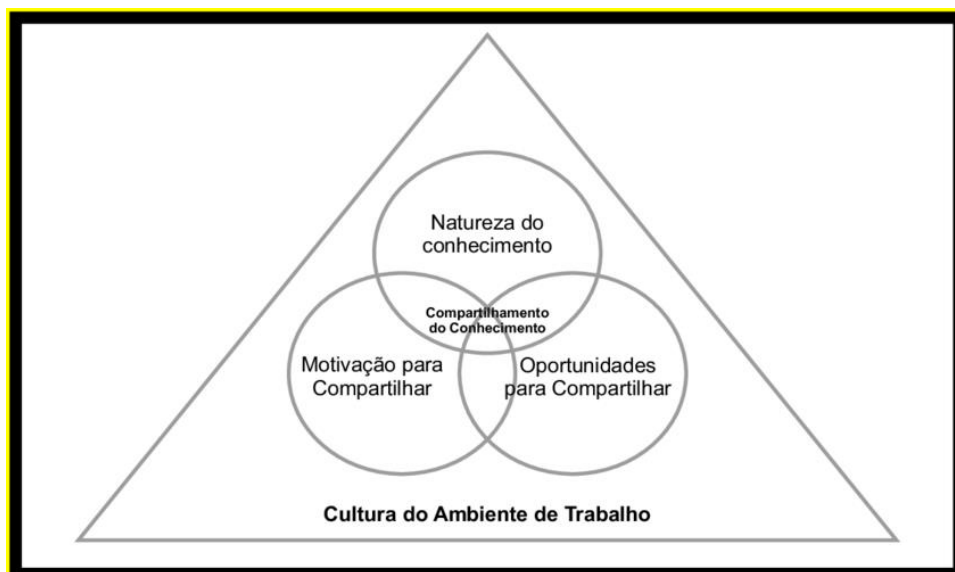 Natureza do
conhecimento
Compartilhamento
do Conhecimento
Motivação para
Compartilhar
Oportunidades
para Compartilhar
Cultura do Ambiente de Trabalho